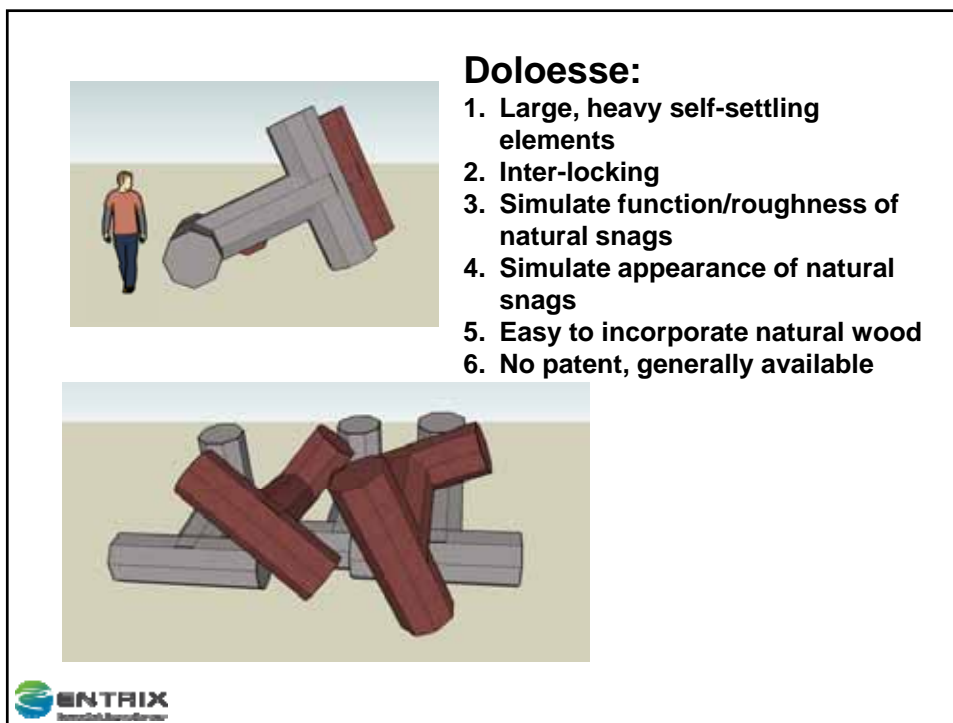 Doloesse:
1. Large, heavy self-settling
elements
2. Inter-locking
3. Simulate function/roughness of
natural snags
4. Simulate appearance of natural
snags
5. Easy to incorporate natural wood
6. No patent, generally available
ENTRIX